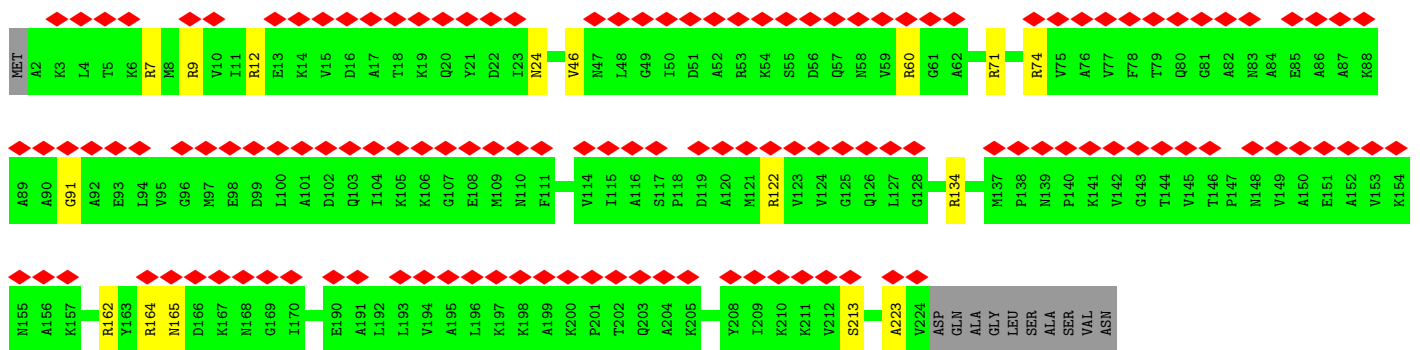 MET A2 K3 L4 T5 K6 R7 M8 R9 V10 I11 R12 E13 K14 V15 D16 A17 T18 K19 Q20 Y21 D22 I23 N24 V46 N47 L48 G49 I50 D51 A52 R53 K54 S55 D56 Q57 N58 V59 R60 G61 A62 R71 R74 V75 A76 V77 F78 T79 Q80 G81 A82 N83 A84 E85 A86 A87 K88
A89 A90 G91 A92 E93 L94 V95 G96 M97 E98 D99 L100 A101 D102 Q103 I104 K105 K106 G107 E108 M109 N110 F111 V114 I115 A116 S117 P118 D119 A120 M121 R122 V123 V124 G125 Q126 L127 G128 R134 M137 P138 N139 P140 K141 V142 G143 T144 V145 T146 P147 N148 V149 A150 E151 A152 V153 K154
N155 A156 K157 R162 Y163 R164 N165 D166 K167 N168 G169 I170 E190 A191 L192 L193 V194 A195 L196 K197 K198 A199 K200 P201 T202 Q203 A204 K205 Y208 I209 K210 K211 V212 S213 A223 V224 ASP GLN ALA GLY LEU SER ALA SER VAL ASN